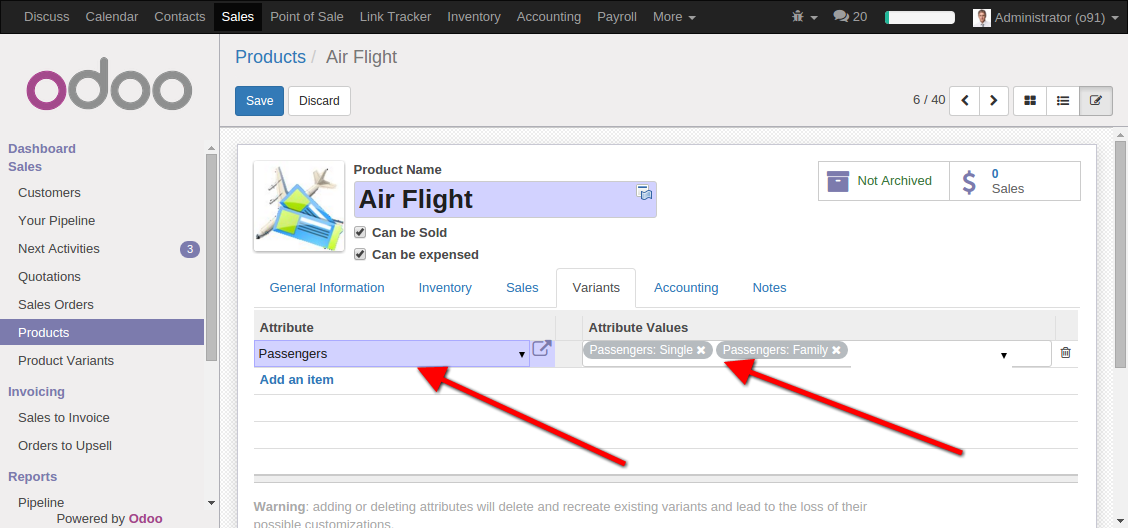 Discuss Calendar Contacts Sales Point of Sale Link Tracker Inventory Accounting Payroll More 20 Administrator (o91)
odoo
Products / Air Flight
Save Discard
6 / 40
Dashboard
Sales
Customers
Your Pipeline
Next Activities 3
Quotations
Sales Orders
Products
Product Variants
Invoicing
Sales to Invoice
Orders to Upsell
Reports
Pipeline
Powered by Odoo
Product Name
Air Flight
Can be Sold
Can be expensed
Not Archived
0
Sales
General Information Inventory Sales Variants Accounting Notes
Attribute Attribute Values
Passengers Passengers: Single Passengers: Family
Add an item
Warning: adding or deleting attributes will delete and recreate existing variants and lead to the loss of their
possible customizations.